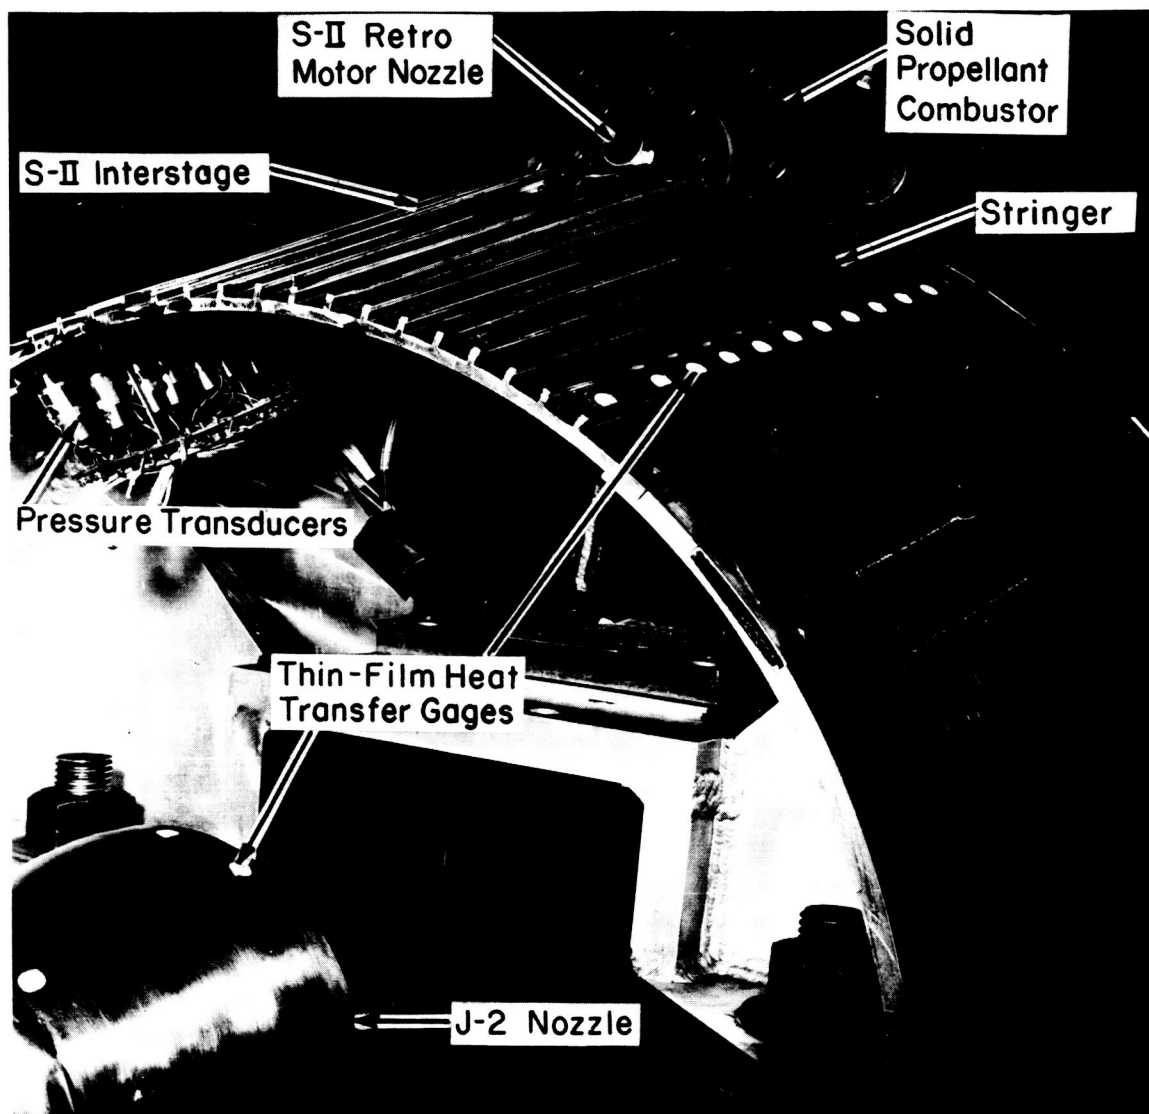 S-II Retro
Motor Nozzle
Solid
Propellant
Combustor
S-II Interstage
Stringer
Pressure Transducers
Thin-Film Heat
Transfer Gages
J-2 Nozzle